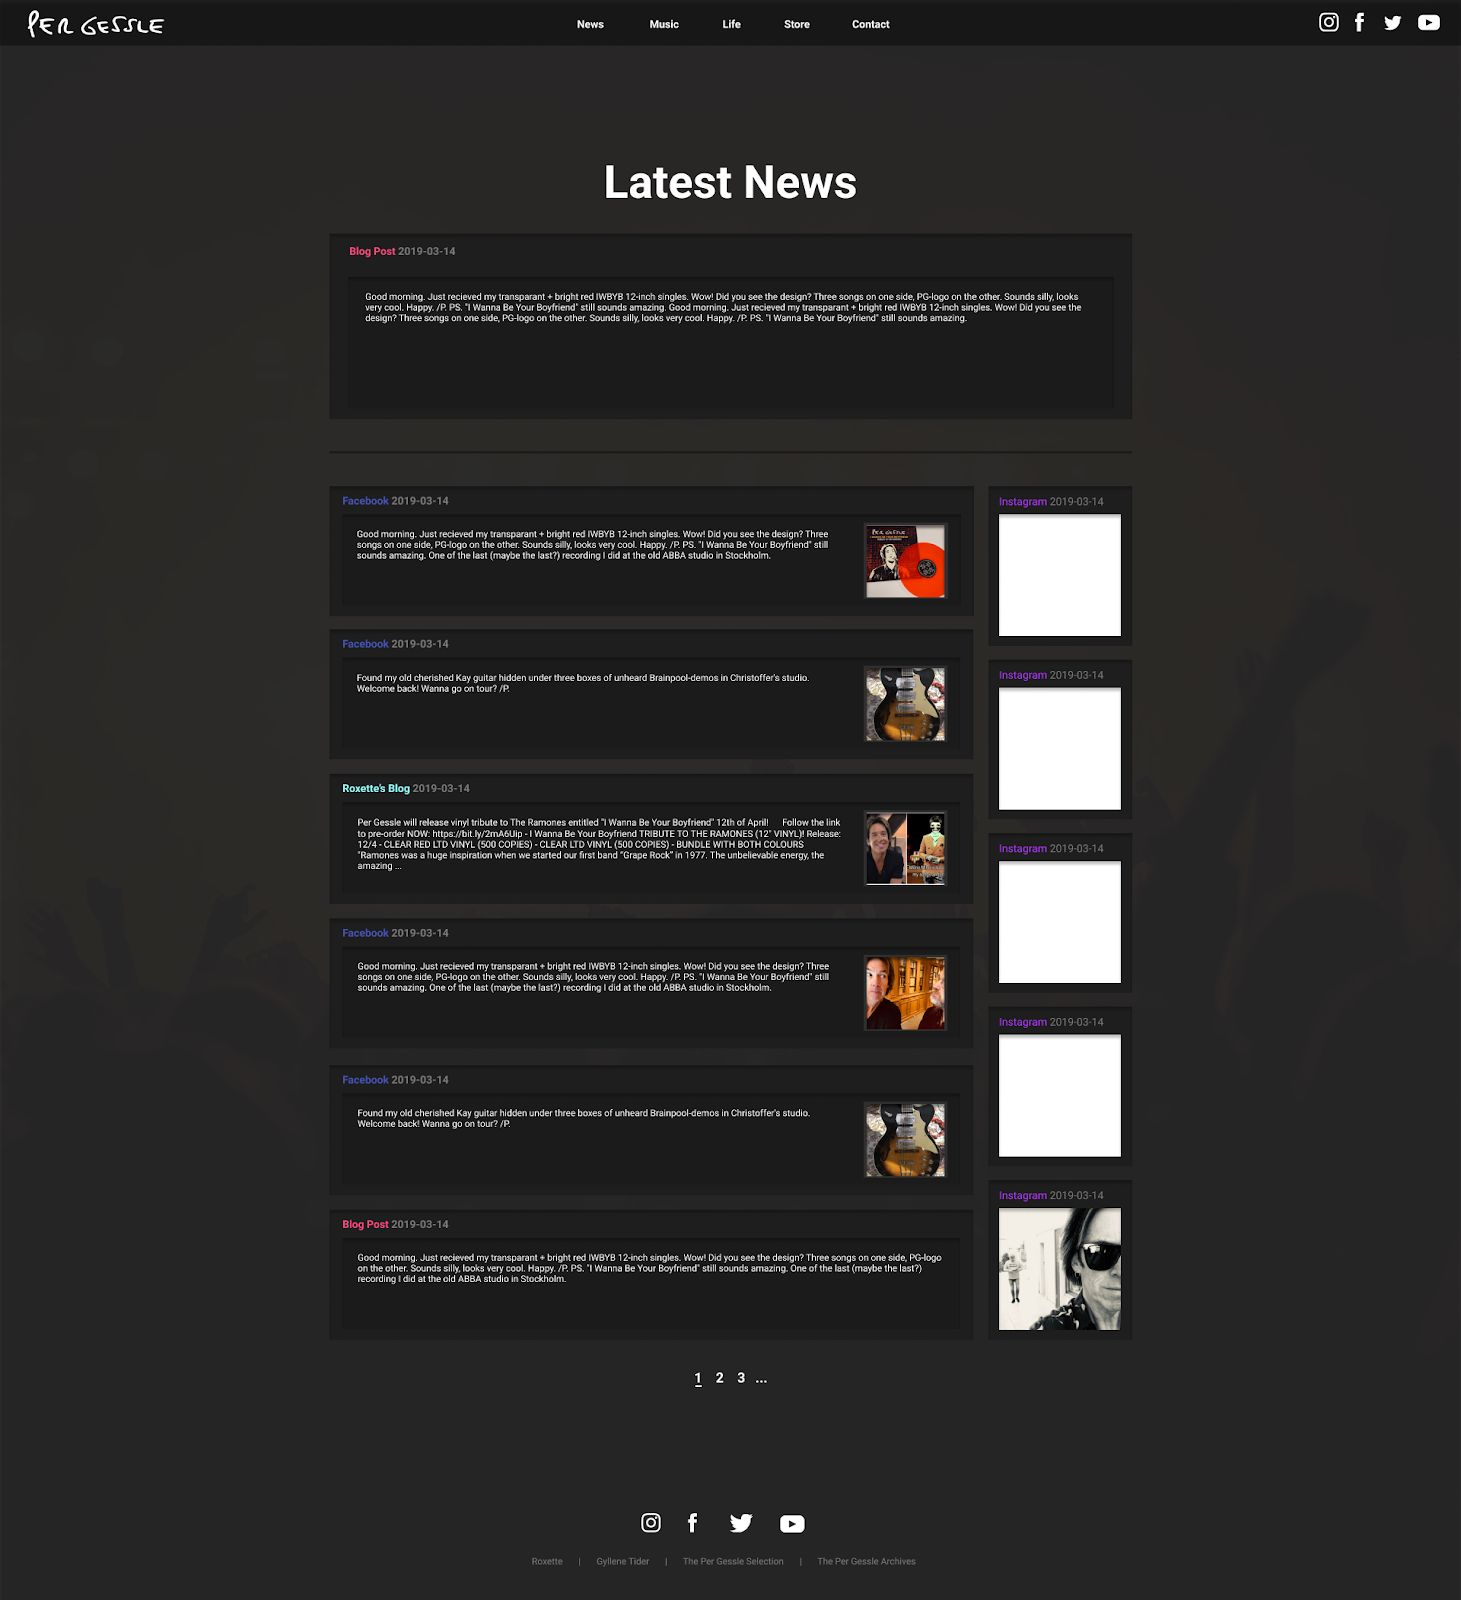 PER GESSLE
News Music Life Store Contact
Latest News
Blog Post 2019-03-14
Good morning. Just recieved my transparant + bright red IWBYB 12-inch singles. Wow! Did you see the design? Three songs on one side, PG-logo on the other. Sounds silly, looks
very cool. Happy. /P. PS. "I Wanna Be Your Boyfriend" still sounds amazing. Good morning. Just recieved my transparant + bright red IWBYB 12-inch singles. Wow! Did you see the
design? Three songs on one side, PG-logo on the other. Sounds silly, looks very cool. Happy. /P. PS. "I Wanna Be Your Boyfriend" still sounds amazing.
Facebook 2019-03-14
Good morning. Just recieved my transparant + bright red IWBYB 12-inch singles. Wow! Did you see the design? Three
songs on one side, PG-logo on the other. Sounds silly, looks very cool. Happy. /P. PS. "I Wanna Be Your Boyfriend" still
sounds amazing. One of the last (maybe the last?) recording I did at the old ABBA studio in Stockholm.
PER GESSLE
Facebook 2019-03-14
Found my old cherished Kay guitar hidden under three boxes of unheard Brainpool-demos in Christoffer's studio.
Welcome back! Wanna go on tour? /P.
Roxette's Blog 2019-03-14
Per Gessle will release vinyl tribute to The Ramones entitled "I Wanna Be Your Boyfriend" 12th of April! Follow the link
to pre-order NOW: https://bit.ly/2mA6Uip - I Wanna Be Your Boyfriend TRIBUTE TO THE RAMONES (12" VINYL)! Release:
12/4 - CLEAR RED LTD VINYL (500 COPIES) - CLEAR LTD VINYL (500 COPIES) - BUNDLE WITH BOTH COLOURS
"Ramones was a huge inspiration when we started our first band "Grape Rock" in 1977. The unbelievable energy, the
amazing ...
Facebook 2019-03-14
Good morning. Just recieved my transparant + bright red IWBYB 12-inch singles. Wow! Did you see the design? Three
songs on one side, PG-logo on the other. Sounds silly, looks very cool. Happy. /P. PS. "I Wanna Be Your Boyfriend" still
sounds amazing. One of the last (maybe the last?) recording I did at the old ABBA studio in Stockholm.
Facebook 2019-03-14
Found my old cherished Kay guitar hidden under three boxes of unheard Brainpool-demos in Christoffer's studio.
Welcome back! Wanna go on tour? /P.
Blog Post 2019-03-14
Good morning. Just recieved my transparant + bright red IWBYB 12-inch singles. Wow! Did you see the design? Three songs on one side, PG-logo
on the other. Sounds silly, looks very cool. Happy. /P. PS. "I Wanna Be Your Boyfriend" still sounds amazing. One of the last (maybe the last?)
recording I did at the old ABBA studio in Stockholm.
Instagram 2019-03-14
Instagram 2019-03-14
Instagram 2019-03-14
Instagram 2019-03-14
Instagram 2019-03-14
1 2 3 ...
Roxette | Gyllene Tider | The Per Gessle Selection | The Per Gessle Archives